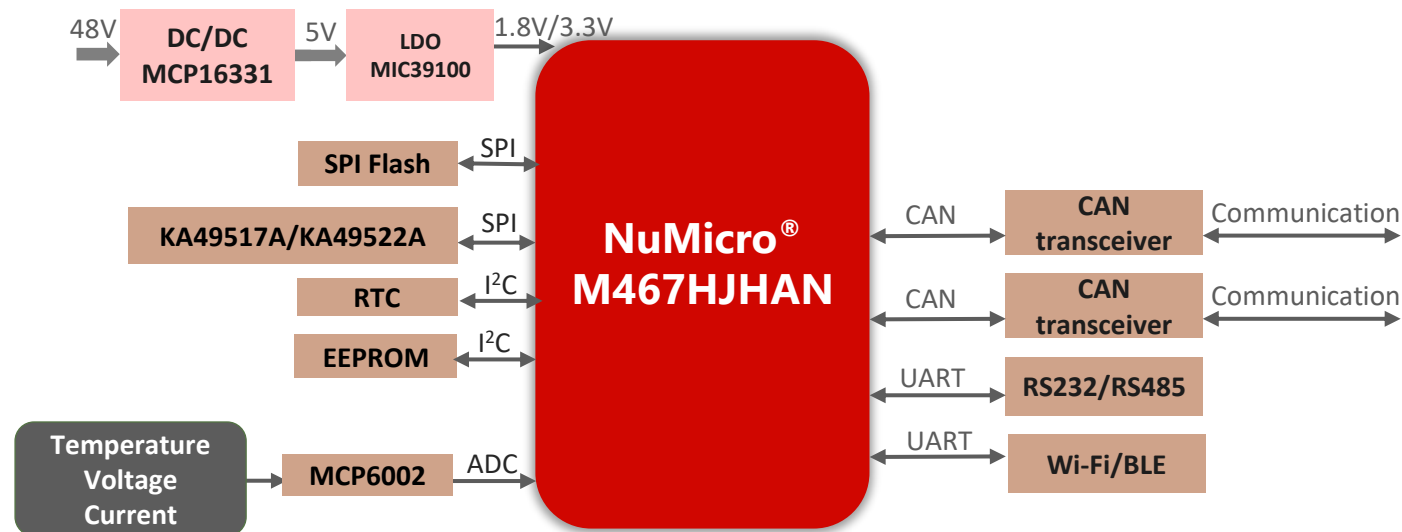 48V
DC/DC
MCP16331
5V
LDO
MIC39100
1.8V/3.3V
SPI Flash
SPI
KA49517A/KA49522A
SPI
RTC
I²C
EEPROM
I²C
Temperature
Voltage
Current
MCP6002
ADC
NuMicro®
M467HJHAN
CAN
CAN
transceiver
Communication
CAN
CAN
transceiver
Communication
UART
RS232/RS485
UART
Wi-Fi/BLE